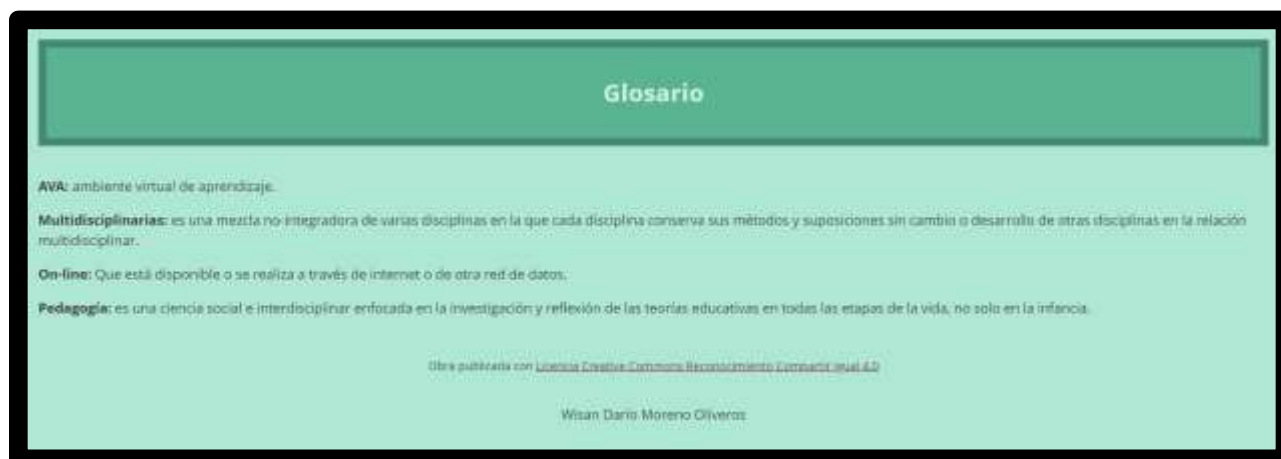 Glosario
AVA: ambiente virtual de aprendizaje.
Multidisciplinarias: es una mezcla no integradora de varias disciplinas en la que cada disciplina conserva sus métodos y suposiciones sin cambio o desarrollo de otras disciplinas en la relación
multidisciplinar.
On-line: Que está disponible o se realiza a través de internet o de otra red de datos.
Pedagogía: es una ciencia social e interdisciplinar enfocada en la investigación y reflexión de las teorías educativas en todas las etapas de la vida, no solo en la infancia.
Obra publicada con Licencia Creative Commons Reconocimiento Compartir igual 4.0
Wisan Dario Moreno Oliveros